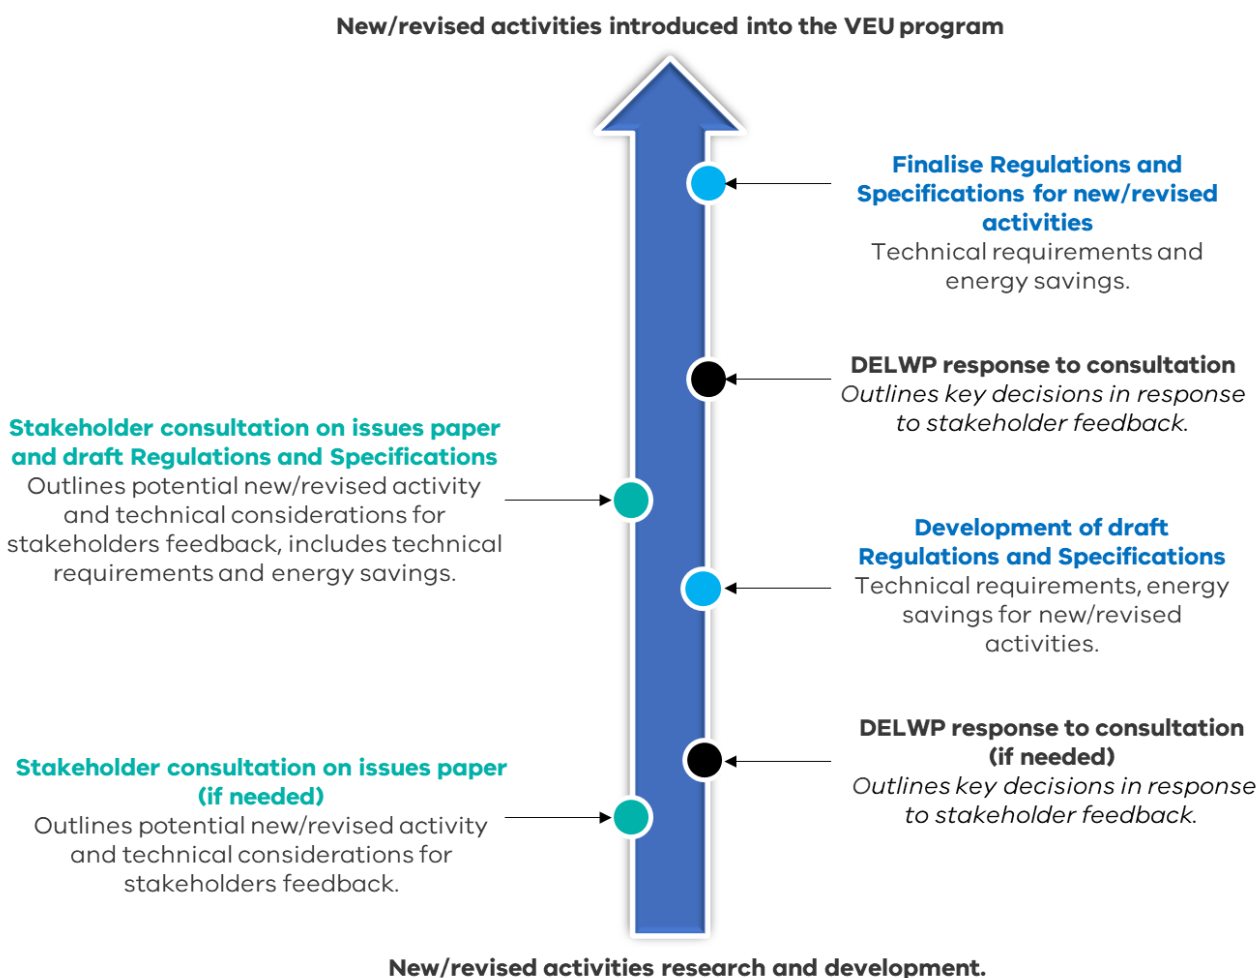 New/revised activities introduced into the VEU program
Finalise Regulations and
Specifications for new/revised
activities
Technical requirements and
energy savings.
DELWP response to consultation
Outlines key decisions in response
to stakeholder feedback.
Stakeholder consultation on issues paper
and draft Regulations and Specifications
Outlines potential new/revised activity
and technical considerations for
stakeholders feedback, includes technical
requirements and energy savings.
Development of draft
Regulations and Specifications
Technical requirements, energy
savings for new/revised
activities.
DELWP response to consultation
(if needed)
Outlines key decisions in response
to stakeholder feedback.
Stakeholder consultation on issues paper
(if needed)
Outlines potential new/revised activity
and technical considerations for
stakeholders feedback.
New/revised activities research and development.